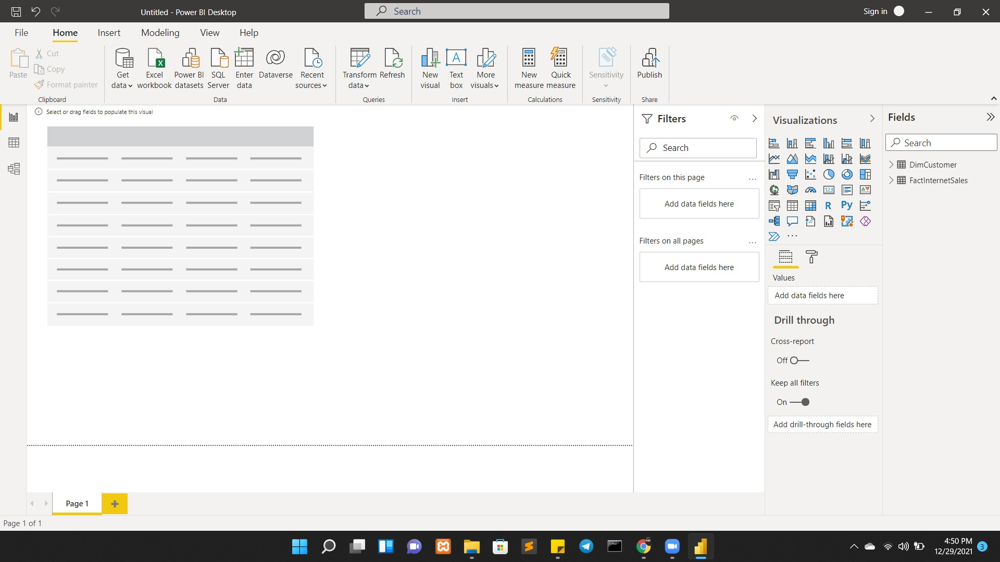 Untitled - Power BI Desktop
Search
Sign in
File
Home
Insert
Modeling
View
Help
Paste
Cut
Copy
Format painter
Clipboard
Get data
Excel workbook
Power BI datasets
SQL Server
Enter data
Dataverse
Recent sources
Data
Transform data
Refresh
Queries
New visual
A
Text box
More visuals
Insert
New measure
Quick measure
Calculations
Sensitivity
Sensitivity
Publish
Share
Select or drag fields to populate this visual
Filters
Search
Filters on this page
...
Add data fields here
Filters on all pages
...
Add data fields here
Visualizations
123
R
Py
...
Values
Add data fields here
Drill through
Cross-report
Off
Keep all filters
On
Add drill-through fields here
Fields
Search
DimCustomer
FactInternetSales
Page 1
Page 1 of 1
4:50 PM
12/29/2021
3